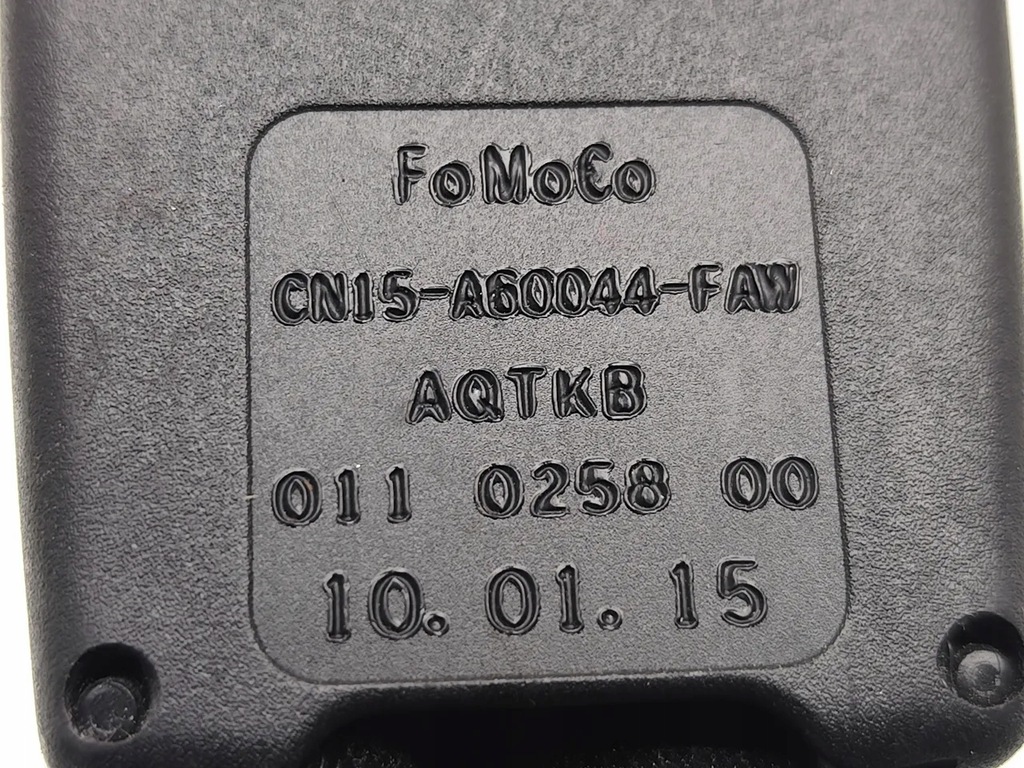 FoMoCo
CN15-A60044-FAW
AQTKB
011 0258 00
10.01.15